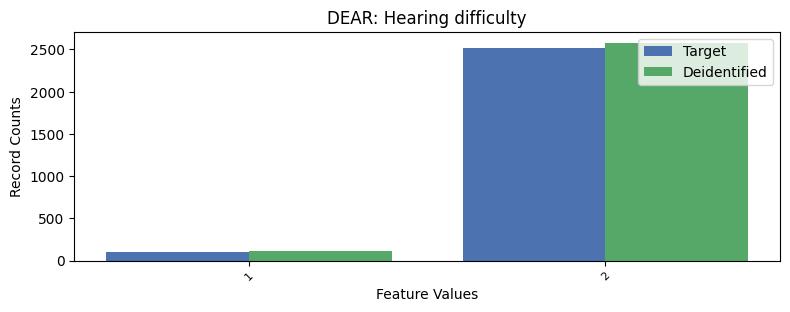 DEAR: Hearing difficulty
Target
Deidentified
2500
2000
1500
1000
500
0
Record Counts
1
2
Feature Values